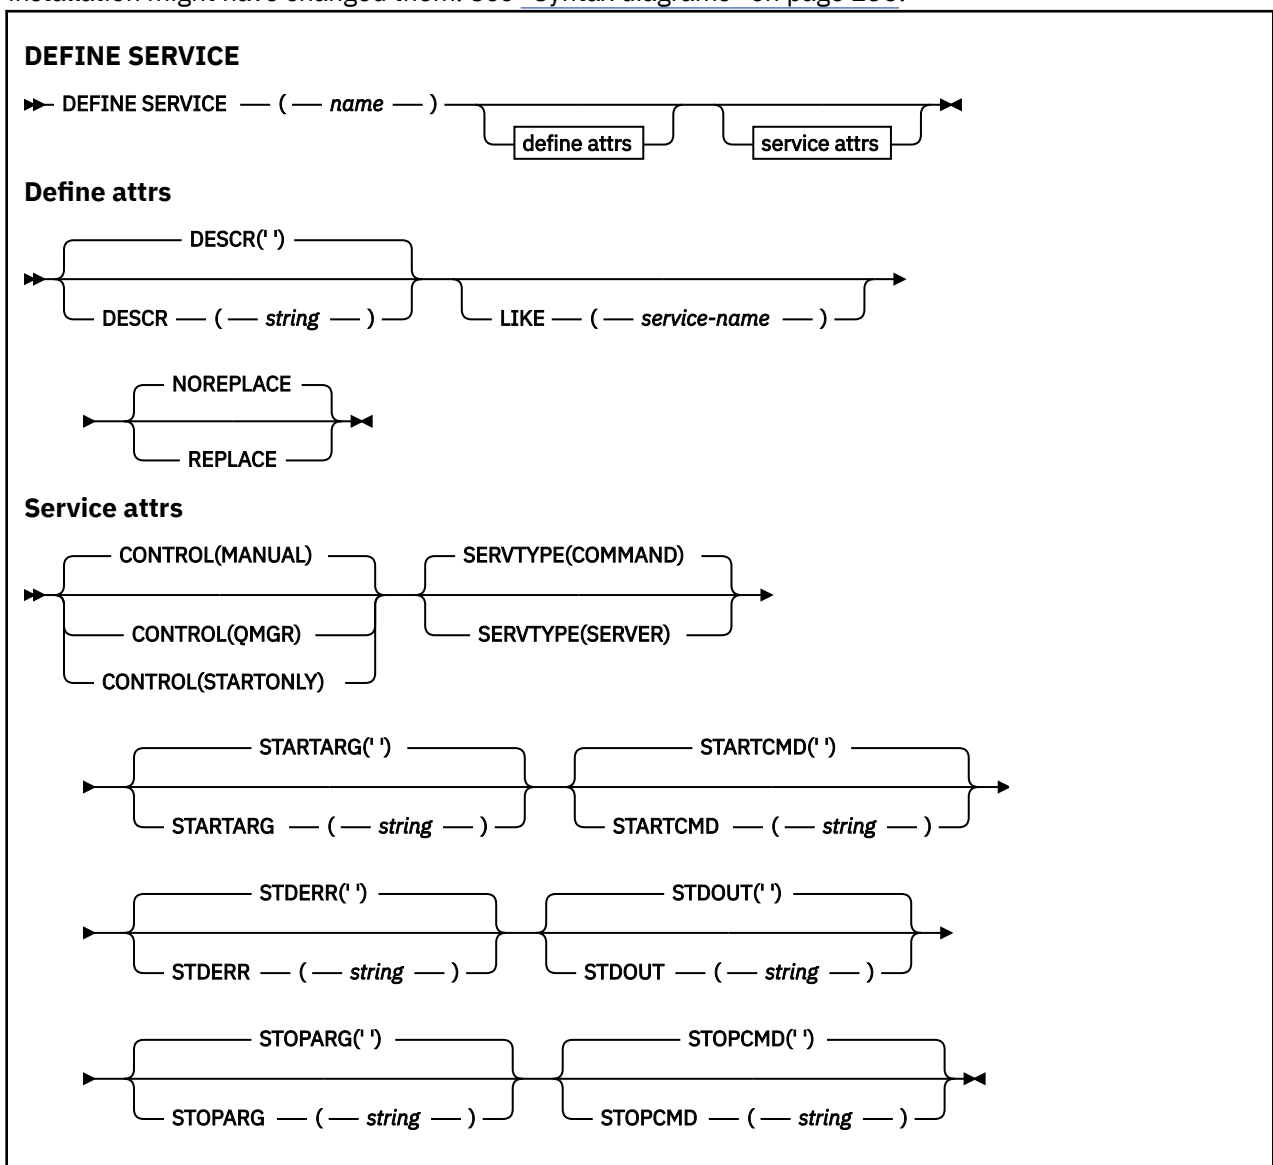 installation might have changed them. See "Syntax diagrams" on page
DEFINE SERVICE
DEFINE SERVICE ( name )
define attrs service attrs
Define attrs
DESCR(' ')
DESCR ( string ) LIKE ( service-name )
NOREPLACE
REPLACE
Service attrs
CONTROL(MANUAL) SERVTYPE(COMMAND)
CONTROL(QMGR) SERVTYPE(SERVER)
CONTROL(STARTONLY)
STARTARG(' ') STARTCMD(' ')
STARTARG ( string ) STARTCMD ( string )
STDERR(' ') STDOUT(' ')
STDERR ( string ) STDOUT ( string )
STOPARG(' ') STOPCMD(' ')
STOPARG ( string ) STOPCMD ( string )